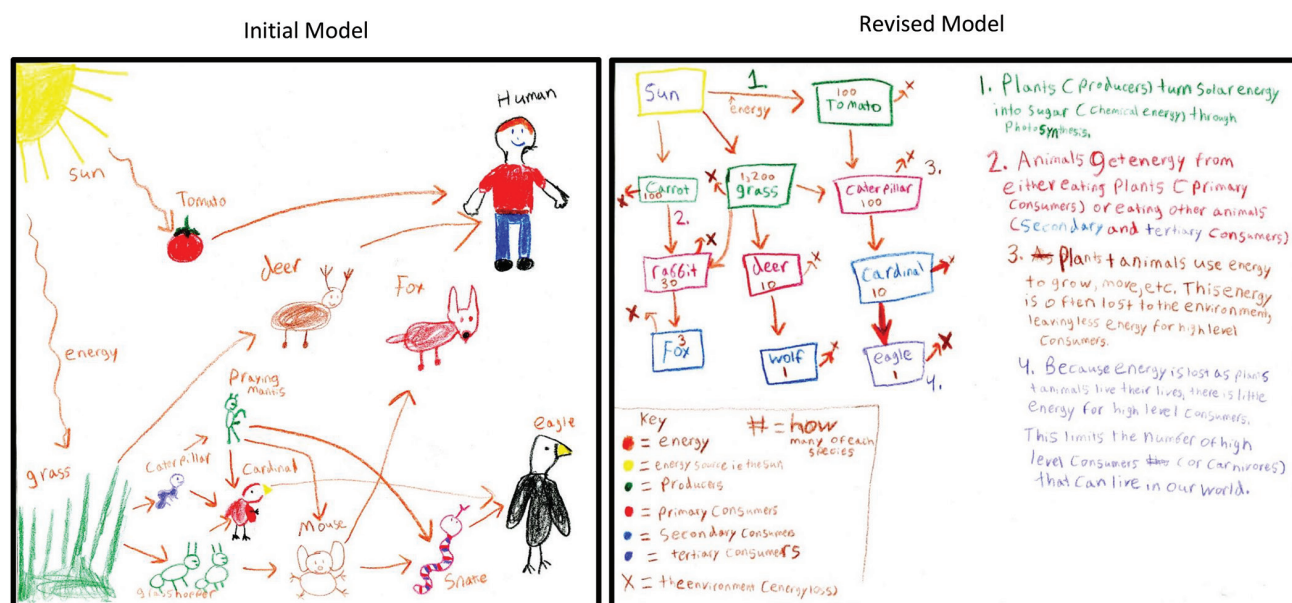 Initial Model
Human
sun
Tomato
deer
Fox
energy
Praying
mantis
eagle
grass
Caterpillar
Cardinal
Mouse
Snake
grasshopper
Revised Model
Sun
1.
energy
100
Tomato
x
Carrot
100
x
1,200
grass
x
Caterpillar
100
x
3.
2.
rabbit
30
x
deer
10
x
Cardinal
10
x
x
Fox
3
wolf
1
x
eagle
1
x
4.
Key
= energy
= energy source ie the sun
= Producers
= Primary Consumers
= Secondary Consumers
= tertiary Consumers
X = the environment (energy loss)
# = how
many of each
species
1. Plants (Producers) turn Solar energy
into sugar (Chemical energy) through
Photosynthesis.
2. Animals get energy from
either eating Plants (Primary
Consumers) or eating other animals
(Secondary and tertiary Consumers)
3. Plants + animals use energy
to grow, move, etc. This energy
is often lost to the environment,
leaving less energy for high level
Consumers.
4. Because energy is lost as plants
+ animals live their lives, there is little
energy for high level consumers.
This limits the number of high
level Consumers (or Carnivores)
that can live in our world.